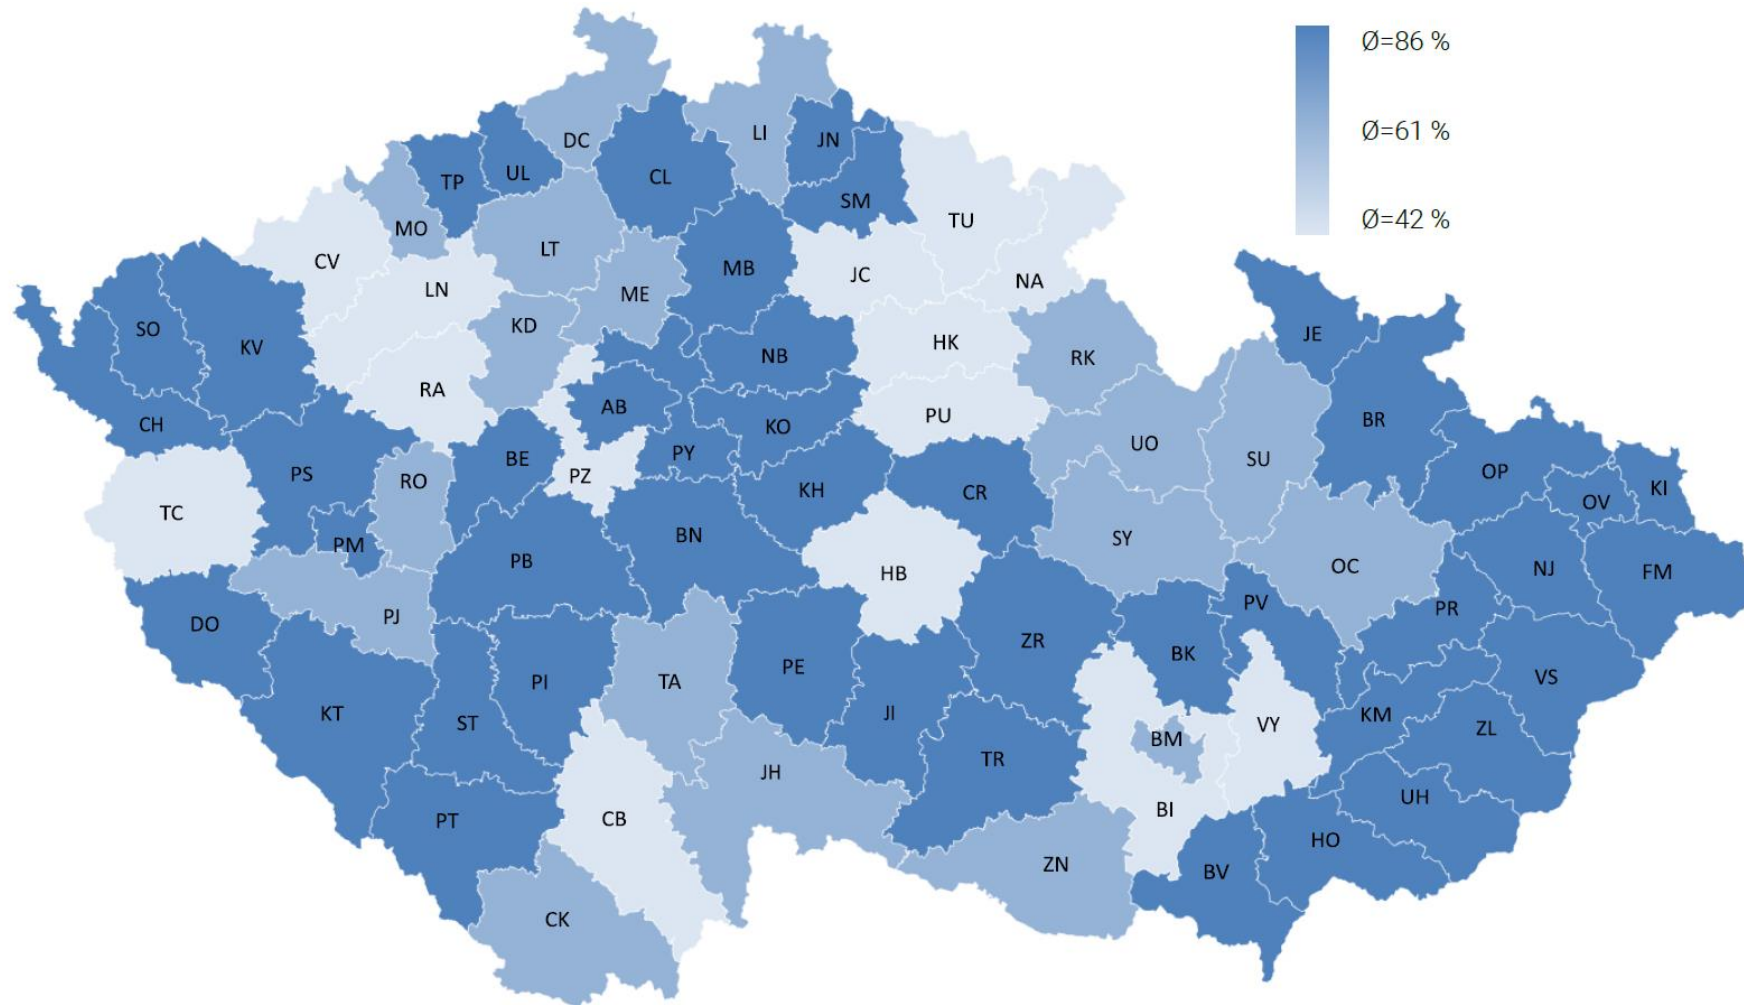 Ø=86 %
Ø=61 %
Ø=42 %
DC
LI
JN
TP
UL
CL
SM
MO
TU
LT
CV
MB
JC
NA
LN
ME
SO
KD
KV
NB
HK
RK
JE
RA
AB
PU
KO
CH
BR
UO
PY
BE
PS
SU
OP
PZ
RO
KH
CR
KI
OV
TC
BN
SY
PM
PB
HB
OC
NJ
FM
PV
PR
PJ
DO
ZR
BK
PE
VS
TA
PI
KT
ST
JI
KM
VY
ZL
BM
TR
JH
UH
BI
CB
PT
HO
ZN
BV
CK